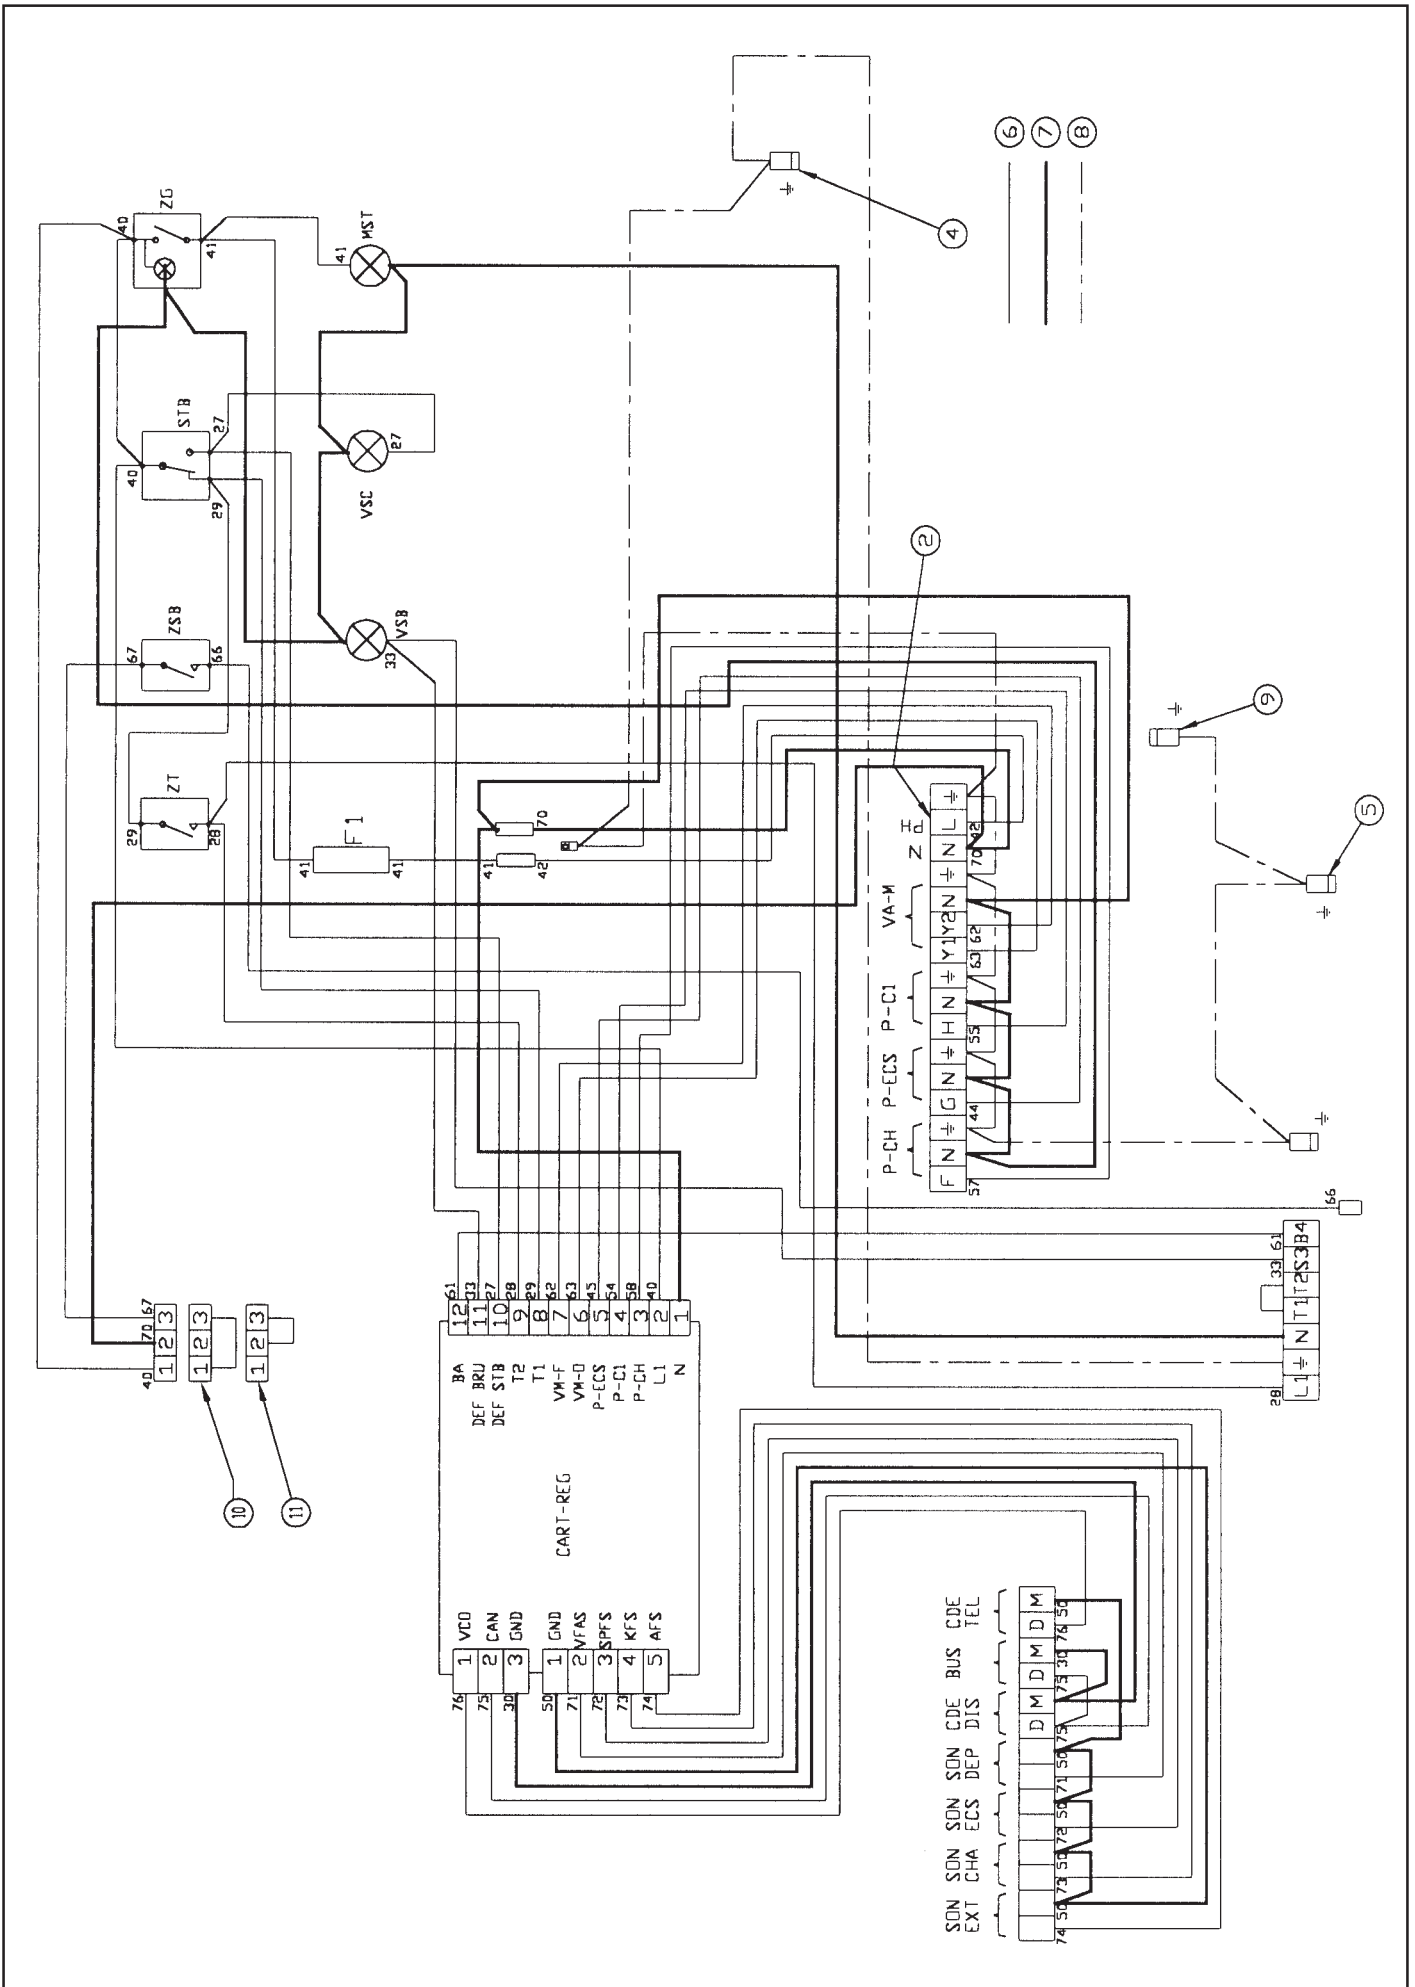 40
ZG
41
41
MST
40
STB
27
29
27
VSC
67
ZSB
66
33
VSB
29
ZT
28
41
F1
41
41
42
70
4
6
7
8
2
9
5
40 70 67
1 2 3
1 2 3
1 2 3
10
11
61 12 BA
33 11 DEF BRU
27 10 DEF STB
28 9 T2
29 8 T1
62 7 VM-F
63 6 VM-O
45 5 P-ECS
54 4 P-C1
58 3 P-CH
40 2 L1
1 N
CART-REG
76 1 VCO
75 2 CAN
30 3 GND
50 1 GND
71 2 VFAS
72 3 SPFS
73 4 KFS
74 5 AFS
P-CH P-ECS P-C1 VA-M N Ph
F N G N H N Y1 Y2 N N L
57 44 55 63 62 70 42
L1 N T1 T2 S3 B4
28 33 61
66
SON EXT
SON CHA
SON ECS
SON DEP
CDE DIS
BUS
CDE TEL
D M D M D M
74 50 73 50 72 50 71 50 75 75 30 76 50